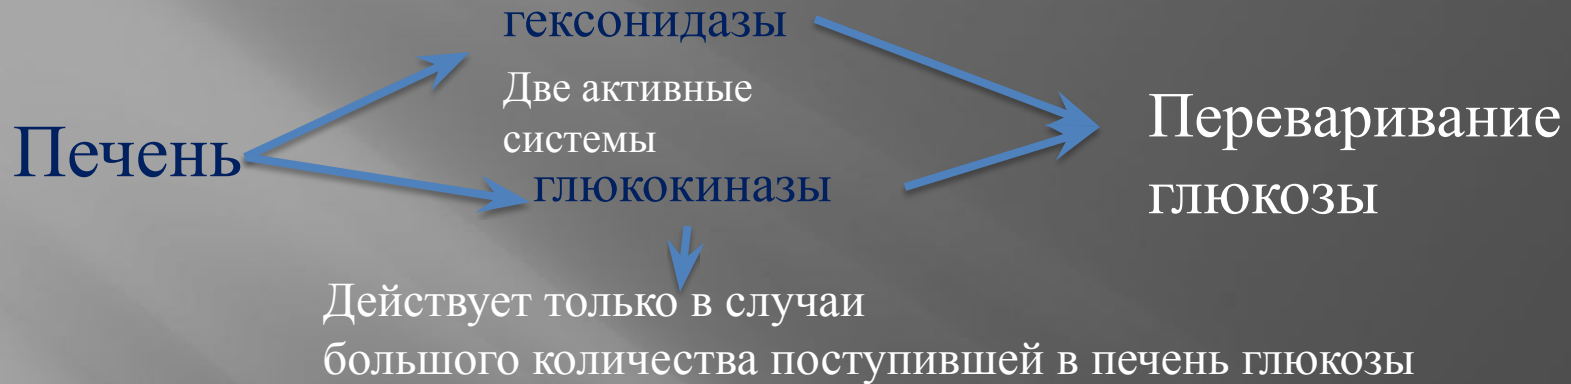 гексонидазы
Две активные
системы
Печень
глюкокиназы
Переваривание
глюкозы
Действует только в случаи
большого количества поступившей в печень глюкозы